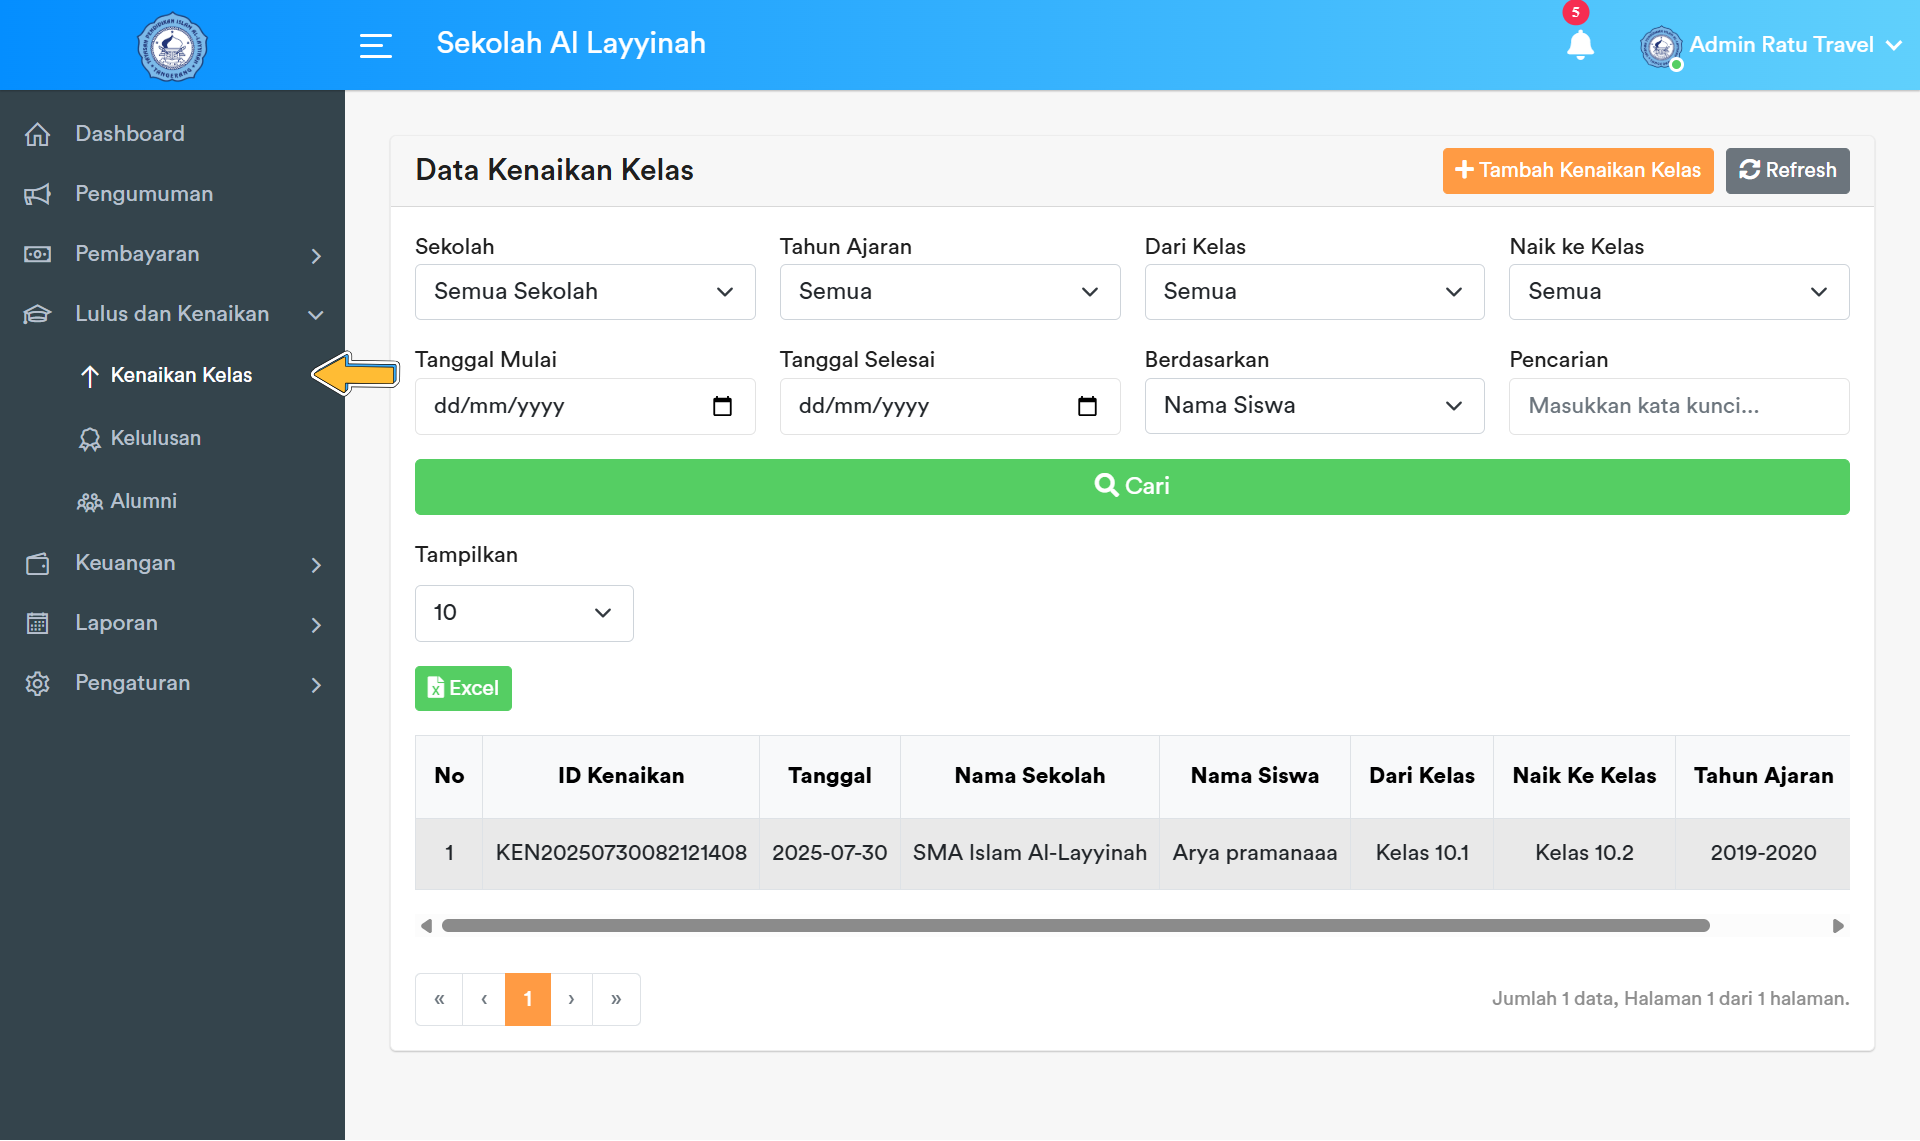 Sekolah Al Layyinah
5
Admin Ratu Travel
Dashboard
Pengumuman
Pembayaran
Lulus dan Kenaikan
Kenaikan Kelas
Kelulusan
Alumni
Keuangan
Laporan
Pengaturan
Data Kenaikan Kelas
Tambah Kenaikan Kelas
Refresh
Sekolah Tahun Ajaran Dari Kelas Naik ke Kelas
Semua Sekolah Semua Semua Semua
Tanggal Mulai Tanggal Selesai Berdasarkan Pencarian
dd/mm/yyyy dd/mm/yyyy Nama Siswa Masukkan kata kunci...
Cari
Tampilkan
10
Excel
No ID Kenaikan Tanggal Nama Sekolah Nama Siswa Dari Kelas Naik Ke Kelas Tahun Ajaran
1 KEN20250730082121408 2025-07-30 SMA Islam Al-Layyinah Arya pramanaaa Kelas 10.1 Kelas 10.2 2019-2020
« ‹ 1 › »
Jumlah 1 data, Halaman 1 dari 1 halaman.